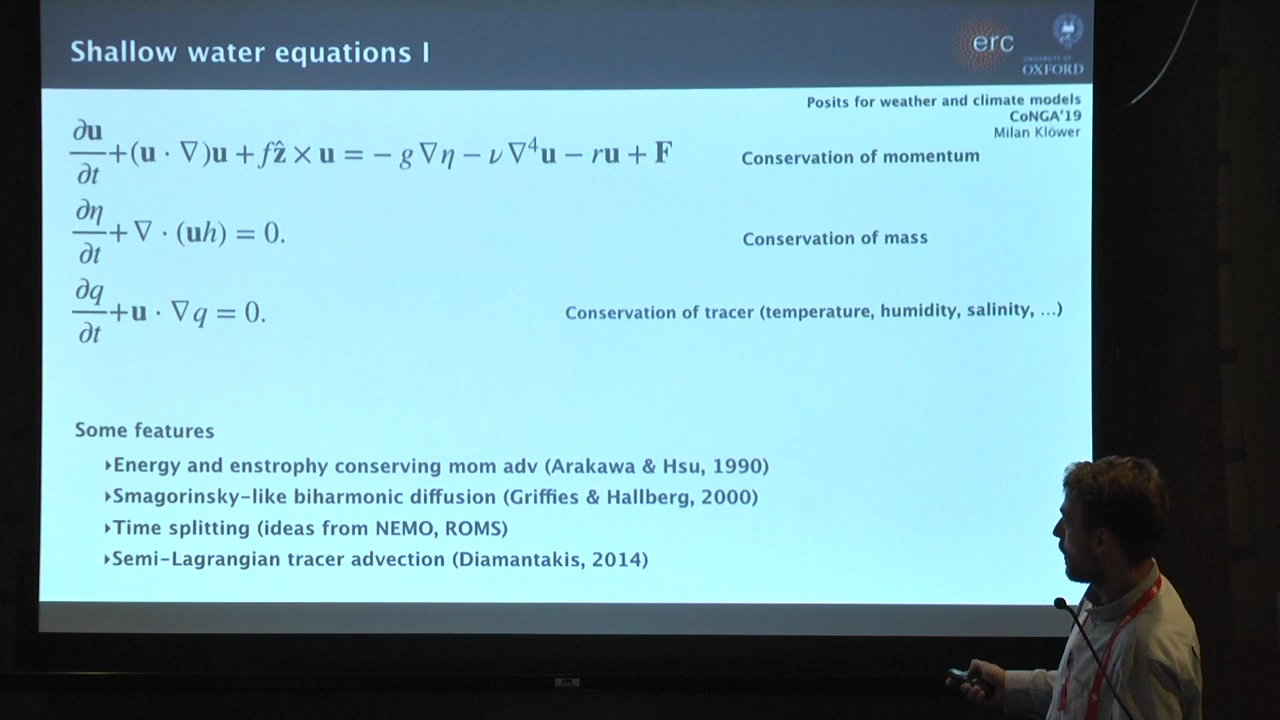 Shallow water equations I
erc
UNIVERSITY OF
OXFORD
Posits for weather and climate models
CoNGA'19
Milan Klöwer
∂u/∂t + (u · ∇)u + fẑ × u = − g∇η − ν∇⁴u − ru + F
Conservation of momentum
∂η/∂t + ∇ · (uh) = 0.
Conservation of mass
∂q/∂t + u · ∇q = 0.
Conservation of tracer (temperature, humidity, salinity, ...)
Some features
‣Energy and enstrophy conserving mom adv (Arakawa & Hsu, 1990)
‣Smagorinsky-like biharmonic diffusion (Griffies & Hallberg, 2000)
‣Time splitting (ideas from NEMO, ROMS)
‣Semi-Lagrangian tracer advection (Diamantakis, 2014)